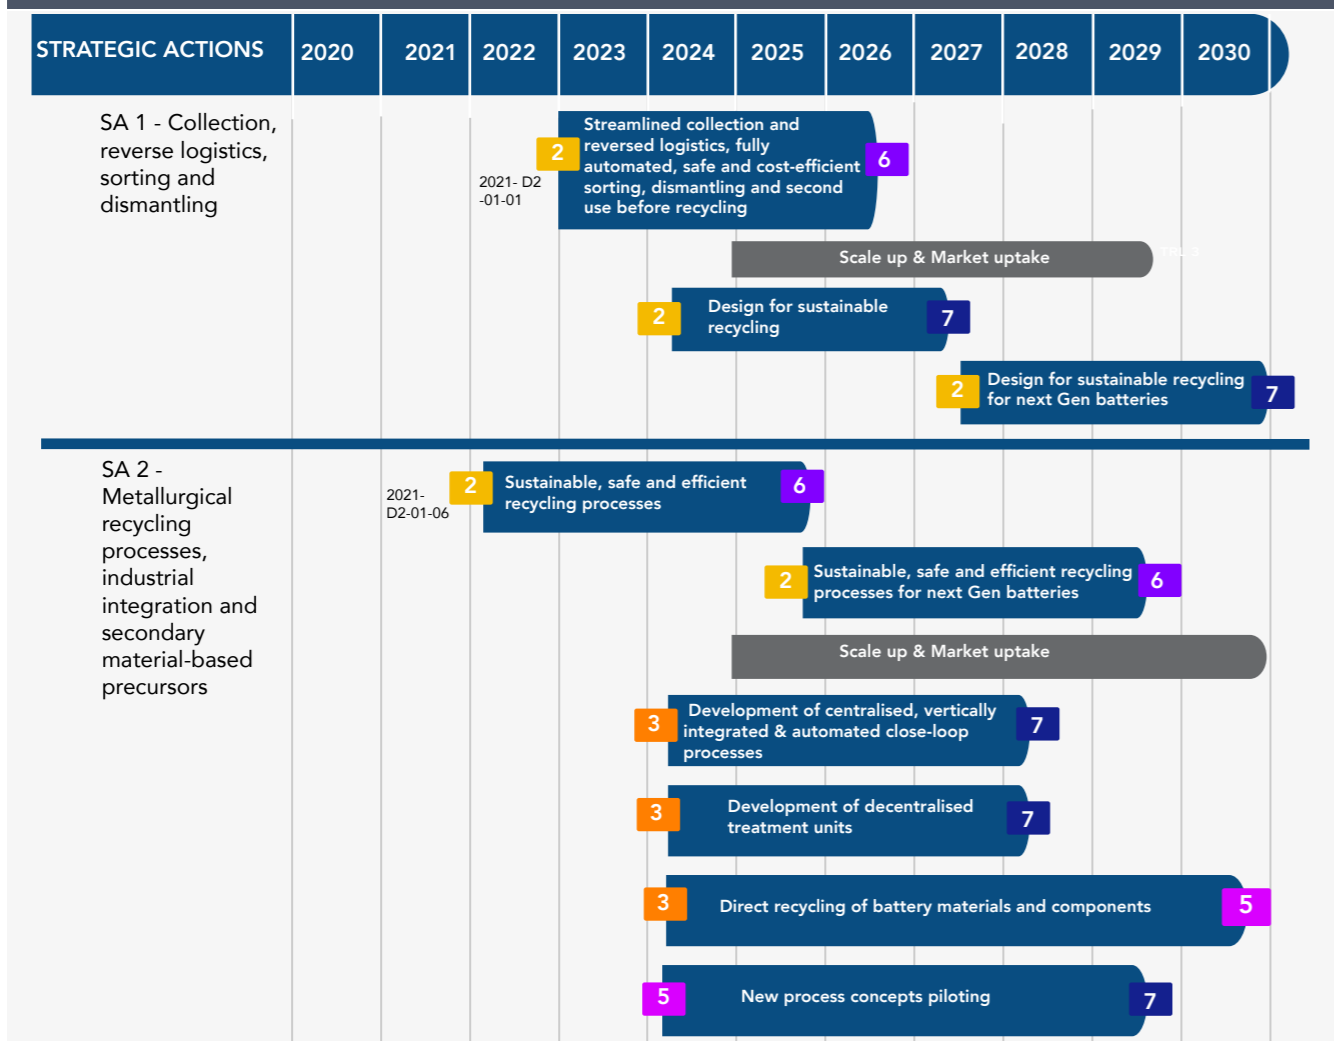 STRATEGIC ACTIONS 2020 2021 2022 2023 2024 2025 2026 2027 2028 2029 2030
SA 1 - Collection,
reverse logistics,
sorting and
dismantling
2021- D2
-01-01
2
Streamlined collection and
reversed logistics, fully
automated, safe and cost-efficient
sorting, dismantling and second
use before recycling
6
Scale up & Market uptake
TRL 3
2
Design for sustainable
recycling
7
2
Design for sustainable recycling
for next Gen batteries
7
SA 2 -
Metallurgical
recycling
processes,
industrial
integration and
secondary
material-based
precursors
2021-
D2-01-06
2
Sustainable, safe and efficient
recycling processes
6
2
Sustainable, safe and efficient recycling
processes for next Gen batteries
6
Scale up & Market uptake
3
Development of centralised, vertically
integrated & automated close-loop
processes
7
3
Development of decentralised
treatment units
7
3
Direct recycling of battery materials and components
5
5
New process concepts piloting
7